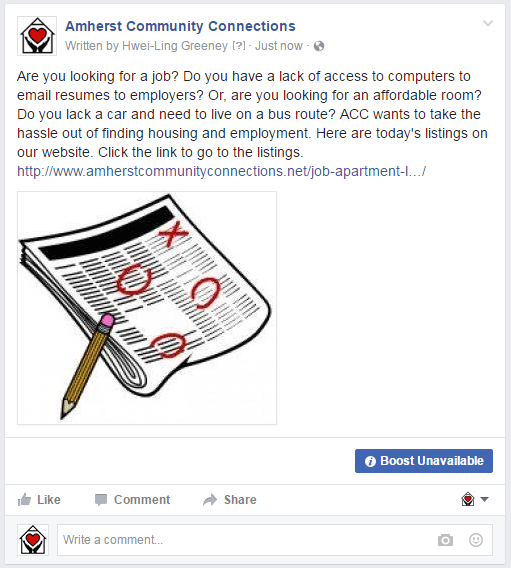 Amherst Community Connections
Written by Hwei-Ling Greeney [?] · Just now ·
Are you looking for a job? Do you have a lack of access to computers to
email resumes to employers? Or, are you looking for an affordable room?
Do you lack a car and need to live on a bus route? ACC wants to take the
hassle out of finding housing and employment. Here are today's listings on
our website. Click the link to go to the listings.
http://www.amherstcommunityconnections.net/job-apartment-l.../
Boost Unavailable
Like Comment Share
Write a comment...